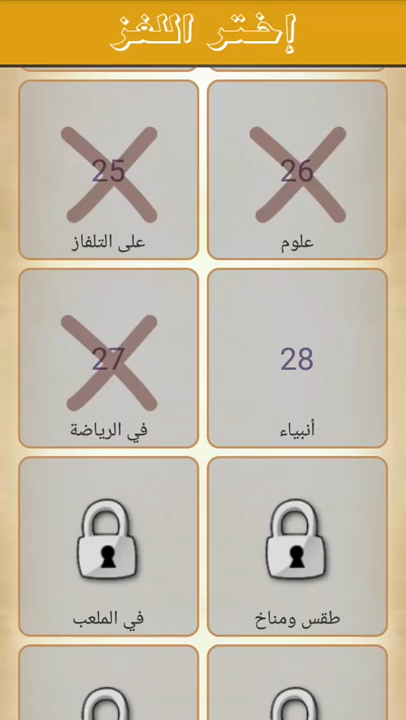 إختر اللغز
25
26
على التلفاز
علوم
27
28
في الرياضة
أنبياء
في الملعب
طقس ومناخ